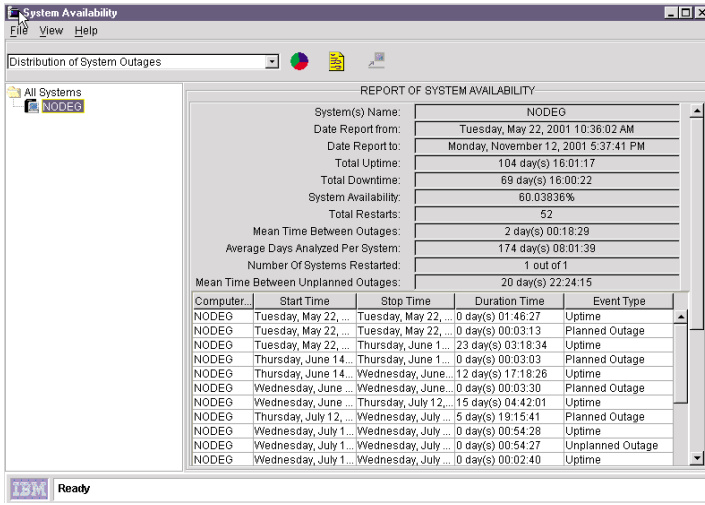 System Availability
File View Help
Distribution of System Outages
All Systems
NODEG
REPORT OF SYSTEM AVAILABILITY
System(s) Name: NODEG
Date Report from: Tuesday, May 22, 2001 10:36:02 AM
Date Report to: Monday, November 12, 2001 5:37:41 PM
Total Uptime: 104 day(s) 16:01:17
Total Downtime: 69 day(s) 16:00:22
System Availability: 60.03836%
Total Restarts: 52
Mean Time Between Outages: 2 day(s) 00:18:29
Average Days Analyzed Per System: 174 day(s) 08:01:39
Number Of Systems Restarted: 1 out of 1
Mean Time Between Unplanned Outages: 20 day(s) 22:24:15
Computer... Start Time Stop Time Duration Time Event Type
NODEG Tuesday, May 22, ... Tuesday, May 22, ... 0 day(s) 01:46:27 Uptime
NODEG Tuesday, May 22, ... Tuesday, May 22, ... 0 day(s) 00:03:13 Planned Outage
NODEG Tuesday, May 22, ... Thursday, June 1... 23 day(s) 03:18:34 Uptime
NODEG Thursday, June 14... Thursday, June 1... 0 day(s) 00:03:03 Planned Outage
NODEG Thursday, June 14... Wednesday, June... 12 day(s) 17:18:26 Uptime
NODEG Wednesday, June ... Wednesday, June... 0 day(s) 00:03:30 Planned Outage
NODEG Wednesday, June ... Thursday, July 12,... 15 day(s) 04:42:01 Uptime
NODEG Thursday, July 12, ... Wednesday, July ... 5 day(s) 19:15:41 Planned Outage
NODEG Wednesday, July 1... Wednesday, July ... 0 day(s) 00:54:28 Uptime
NODEG Wednesday, July 1... Wednesday, July ... 0 day(s) 00:54:27 Unplanned Outage
NODEG Wednesday, July 1... Wednesday, July ... 0 day(s) 00:02:40 Uptime
IBM Ready